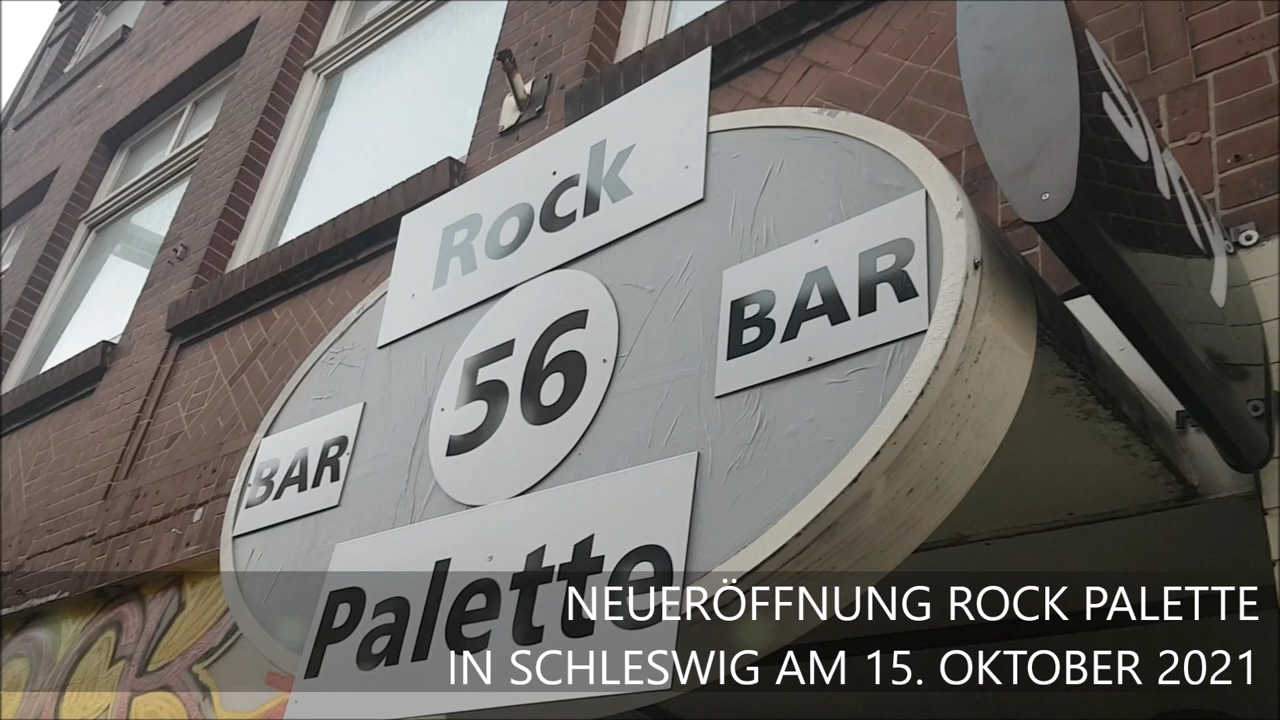 Rock
56
BAR
BAR
Palette
NEUERÖFFNUNG ROCK PALETTE
IN SCHLESWIG AM 15. OKTOBER 2021